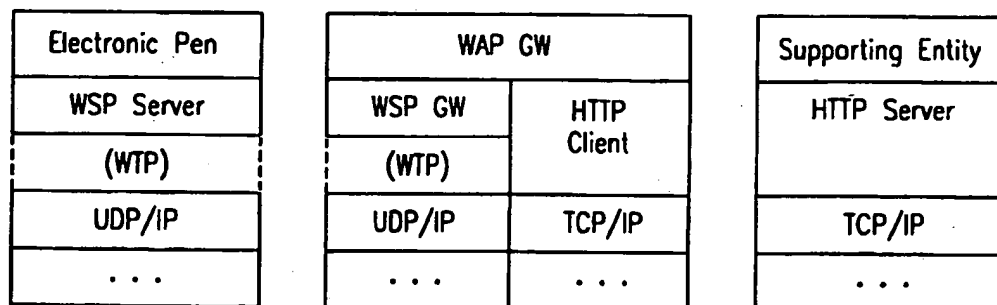 Electronic Pen
WSP Server
(WTP)
UDP/IP
. . .
WAP GW
WSP GW
(WTP)
UDP/IP
. . .
HTTP
Client
TCP/IP
. . .
Supporting Entity
HTTP Server
TCP/IP
. . .